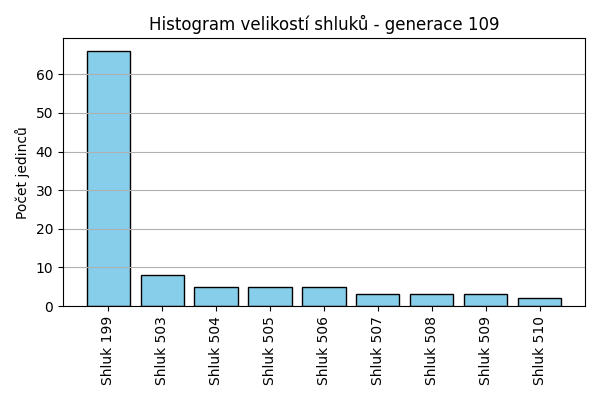 Histogram velikostí shluků - generace 109
Počet jedinců
60
50
40
30
20
10
0
Shluk 199
Shluk 503
Shluk 504
Shluk 505
Shluk 506
Shluk 507
Shluk 508
Shluk 509
Shluk 510